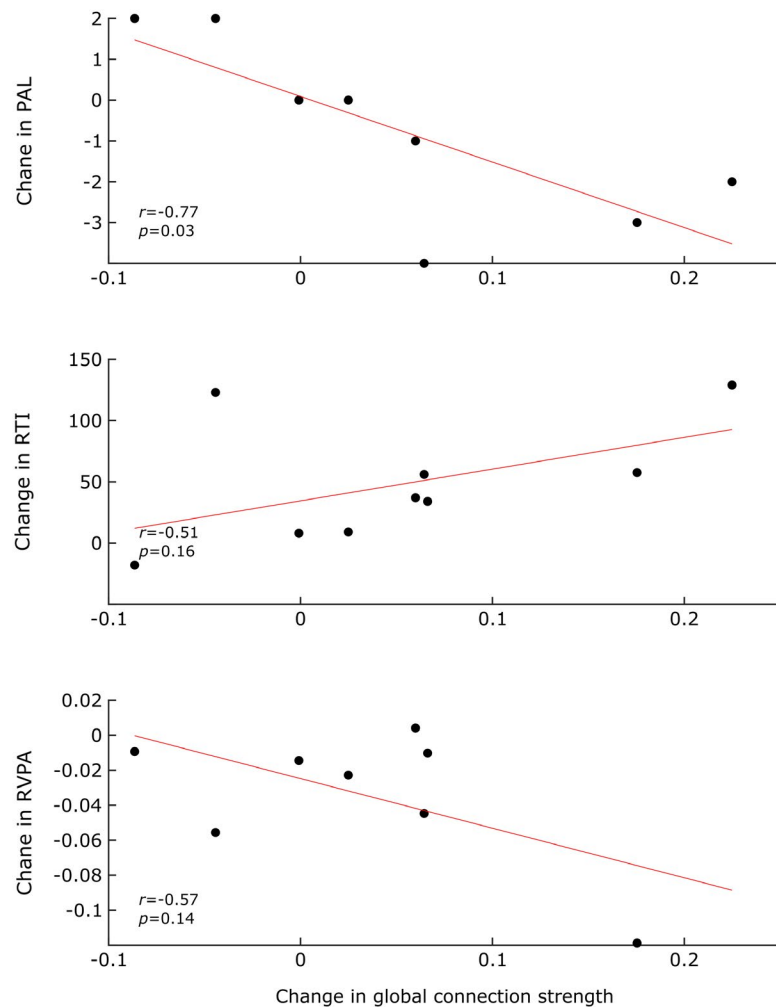 2
1
0
-1
-2
-3
Chane in PAL
r=-0.77
p=0.03
-0.1
0
0.1
0.2
150
100
50
0
Change in RTI
r=-0.51
p=0.16
-0.1
0
0.1
0.2
0.02
0
-0.02
-0.04
-0.06
-0.08
-0.1
Chane in RVPA
r=-0.57
p=0.14
-0.1
0
0.1
0.2
Change in global connection strength